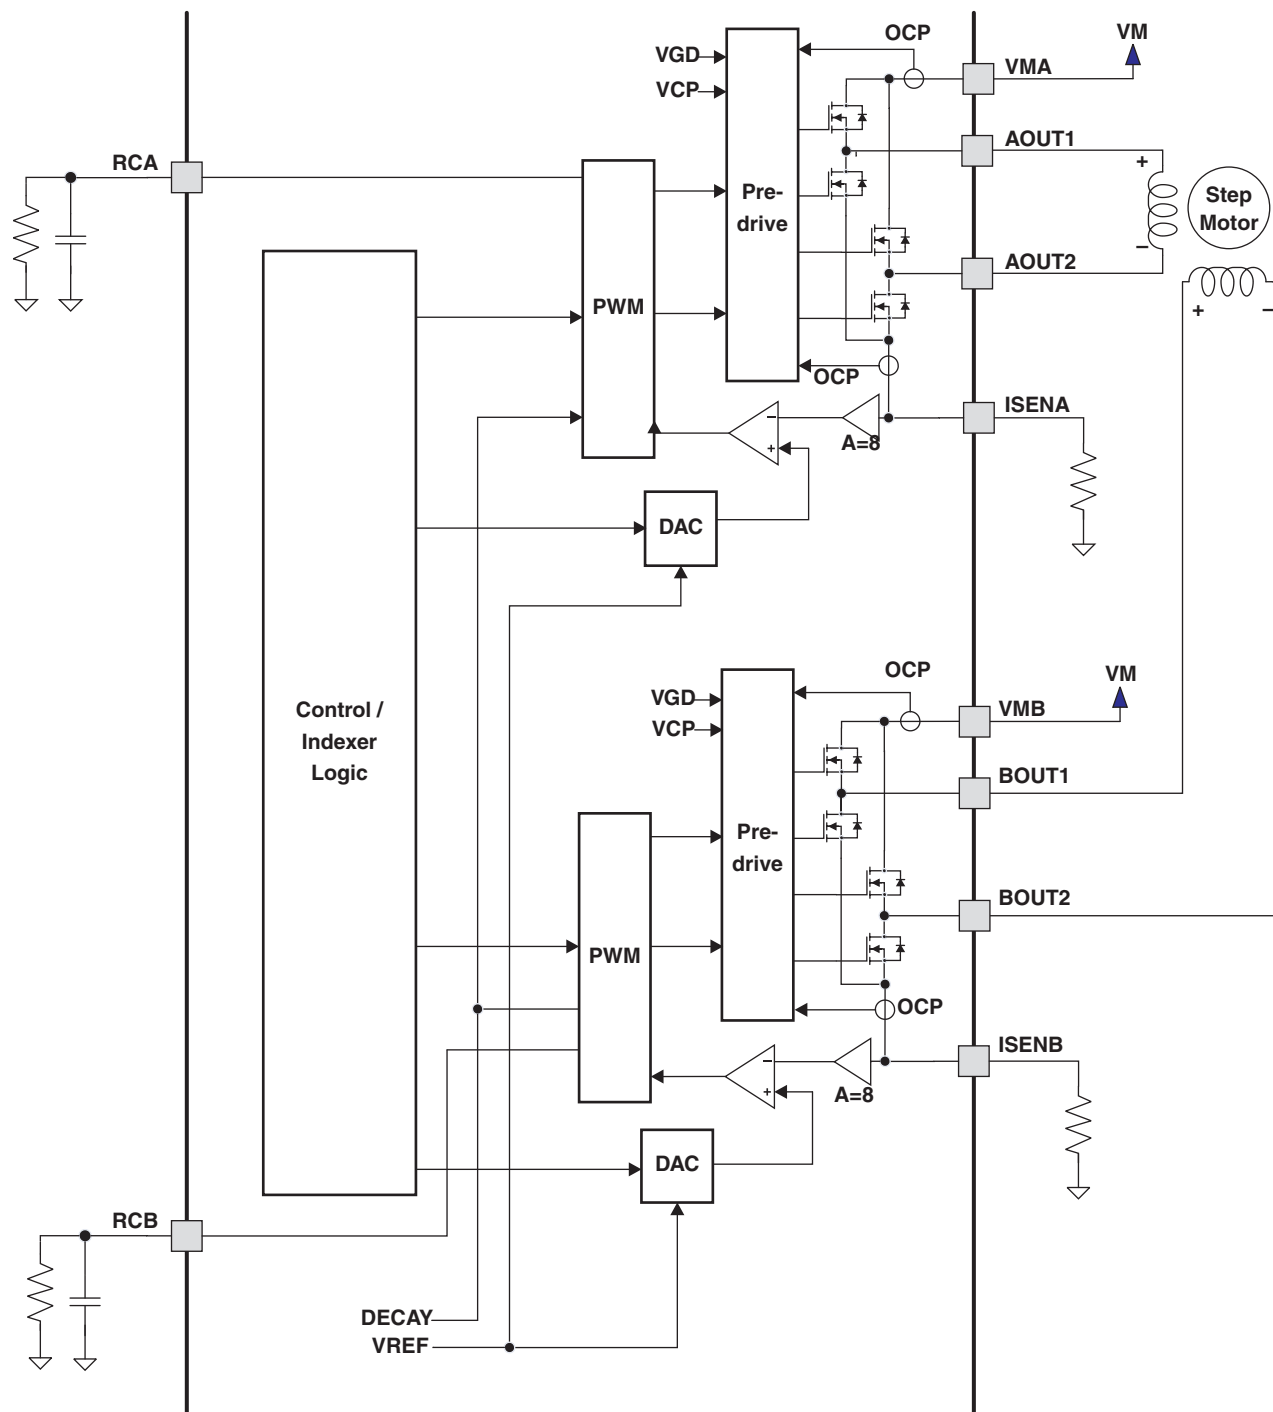 OCP
VM
VGD
VMA
VCP
AOUT1
RCA
+
Pre-
drive
Step
Motor
–
AOUT2
PWM
+
–
OCP
ISENA
–
A=8
+
DAC
OCP
VM
VGD
VMB
VCP
Control /
Indexer
Logic
BOUT1
Pre-
drive
BOUT2
PWM
OCP
ISENB
–
+
A=8
DAC
RCB
DECAY
VREF